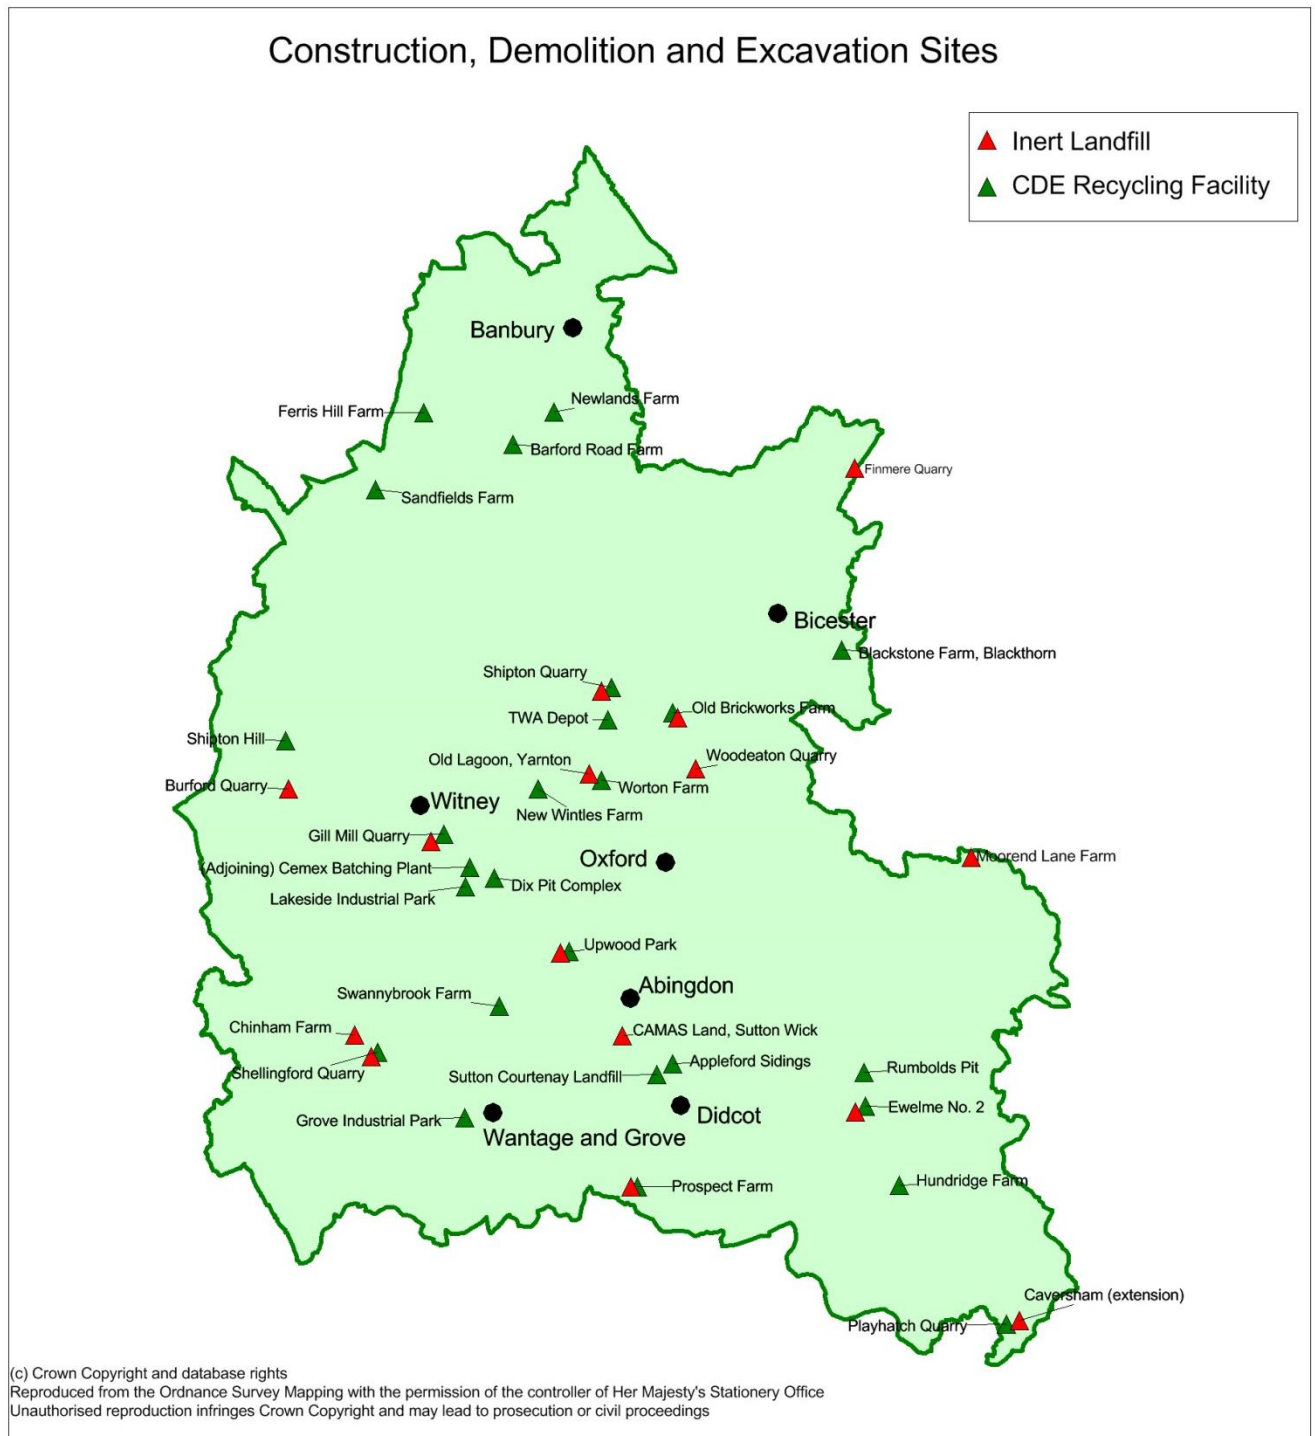 Construction, Demolition and Excavation Sites
Inert Landfill
CDE Recycling Facility
Banbury
Ferris Hill Farm
Newlands Farm
Barford Road Farm
Finmere Quarry
Sandfields Farm
Bicester
Blackstone Farm, Blackthorn
Shipton Quarry
Old Brickworks Farm
TWA Depot
Shipton Hill
Woodeaton Quarry
Old Lagoon, Yarnton
Burford Quarry
Worton Farm
Witney
New Wintles Farm
Gill Mill Quarry
Oxford
Moorend Lane Farm
(Adjoining) Cemex Batching Plant
Dix Pit Complex
Lakeside Industrial Park
Upwood Park
Abingdon
Swannybrook Farm
Chinham Farm
CAMAS Land, Sutton Wick
Appleford Sidings
Shellingford Quarry
Sutton Courtenay Landfill
Rumbolds Pit
Ewelme No. 2
Grove Industrial Park
Didcot
Wantage and Grove
Prospect Farm
Hundridge Farm
Caversham (extension)
Playhatch Quarry
(c) Crown Copyright and database rights
Reproduced from the Ordnance Survey Mapping with the permission of the controller of Her Majesty's Stationery Office
Unauthorised reproduction infringes Crown Copyright and may lead to prosecution or civil proceedings